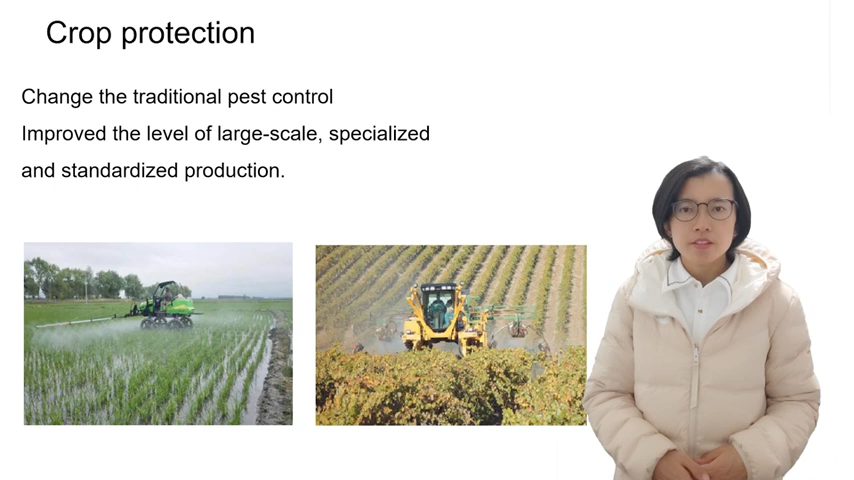 Crop protection
Change the traditional pest control
Improved the level of large-scale, specialized
and standardized production.